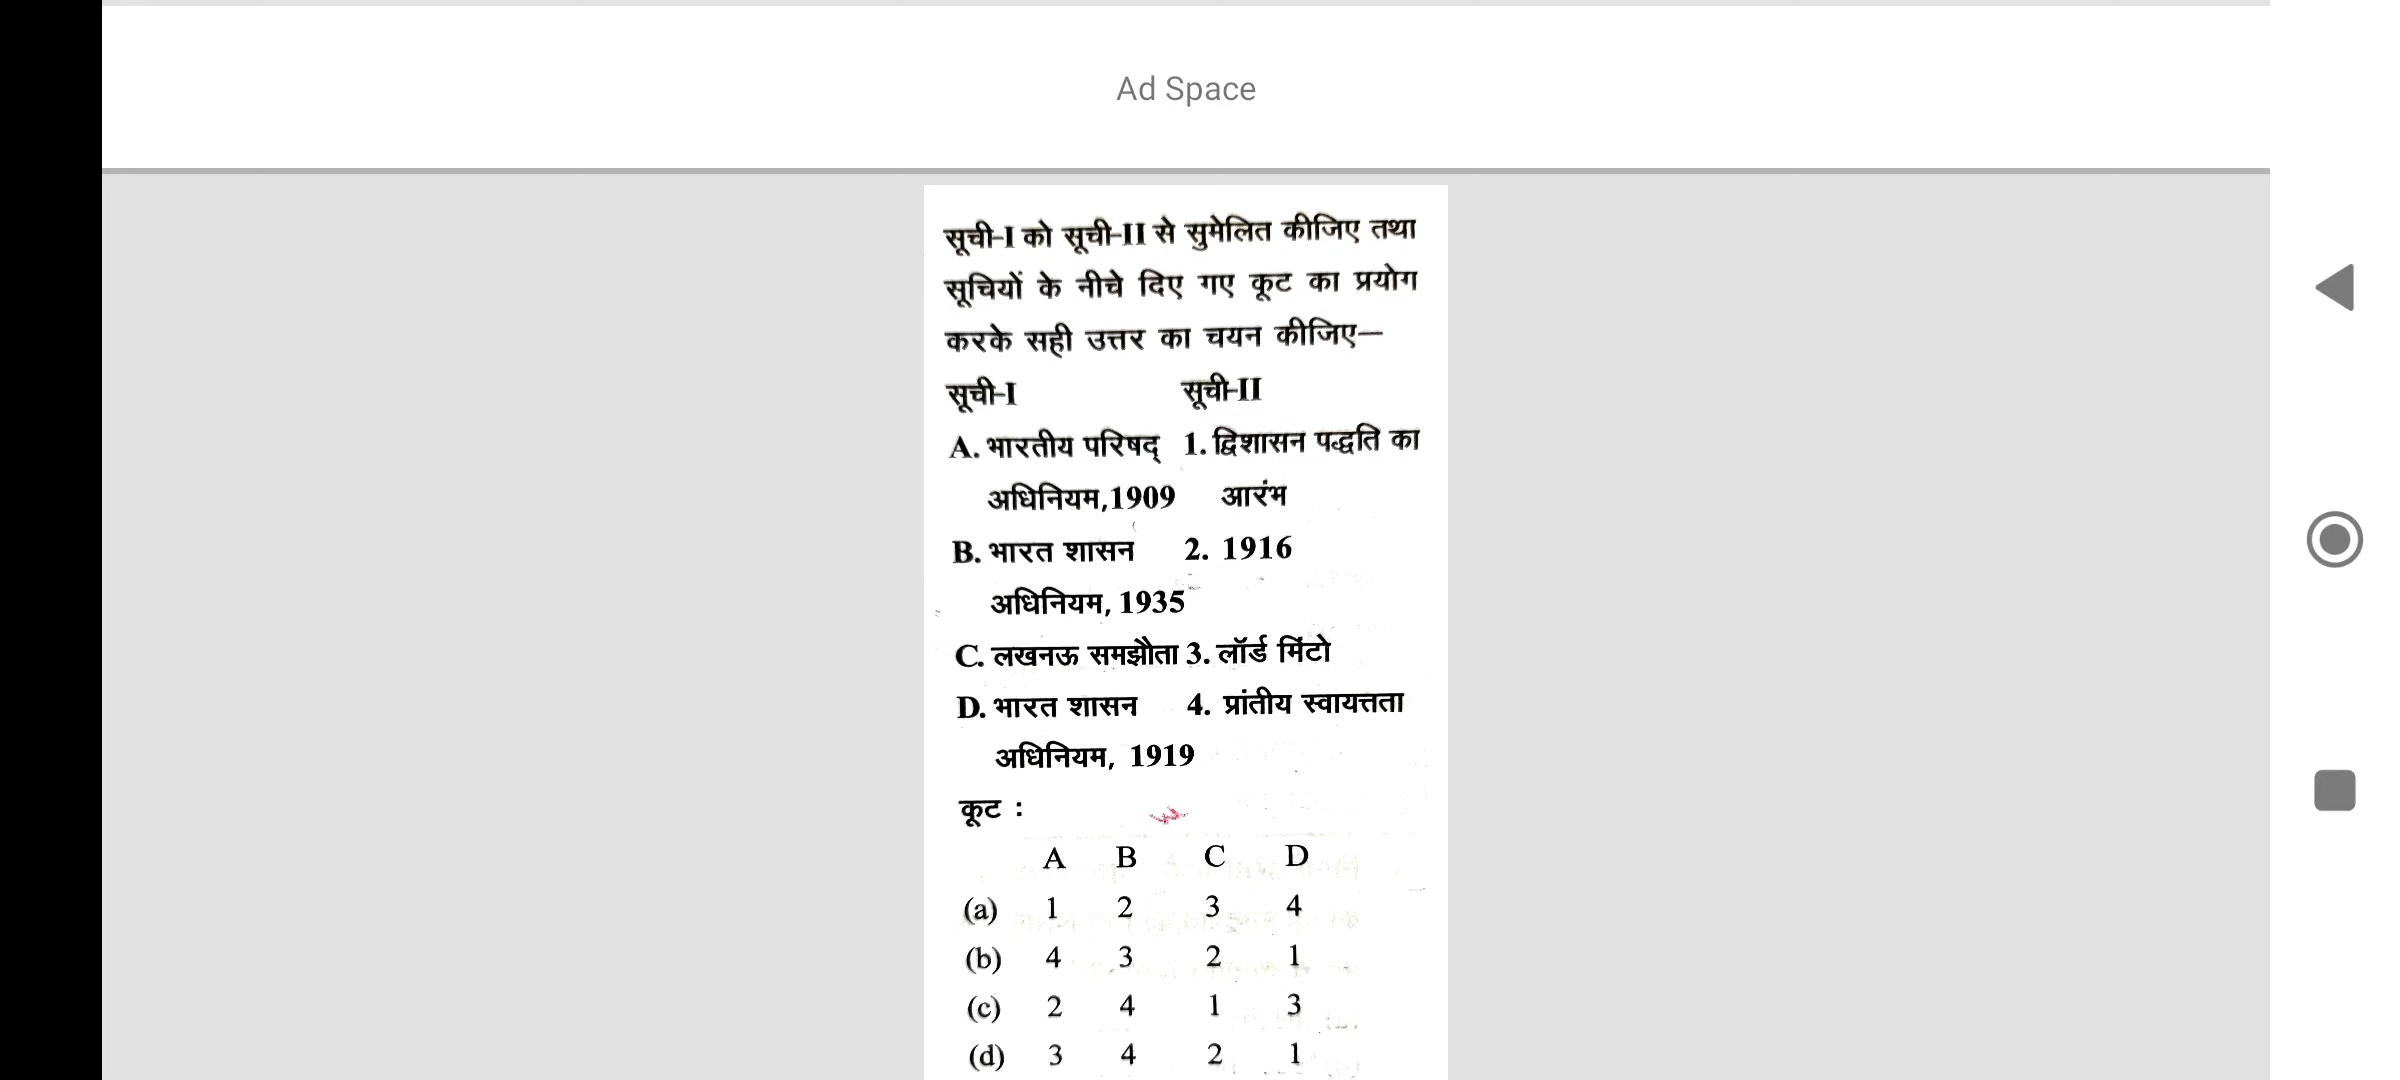 Ad Space
सूची-I को सूची-II से सुमेलित कीजिए तथा
सूचियों के नीचे दिए गए कूट का प्रयोग
करके सही उत्तर का चयन कीजिए—
सूची-I सूची-II
A. भारतीय परिषद् 1. द्विशासन पद्धति का
अधिनियम,1909 आरंभ
B. भारत शासन 2. 1916
अधिनियम, 1935
C. लखनऊ समझौता 3. लॉर्ड मिंटो
D. भारत शासन 4. प्रांतीय स्वायत्तता
अधिनियम, 1919
कूट :
A B C D
(a) 1 2 3 4
(b) 4 3 2 1
(c) 2 4 1 3
(d) 3 4 2 1